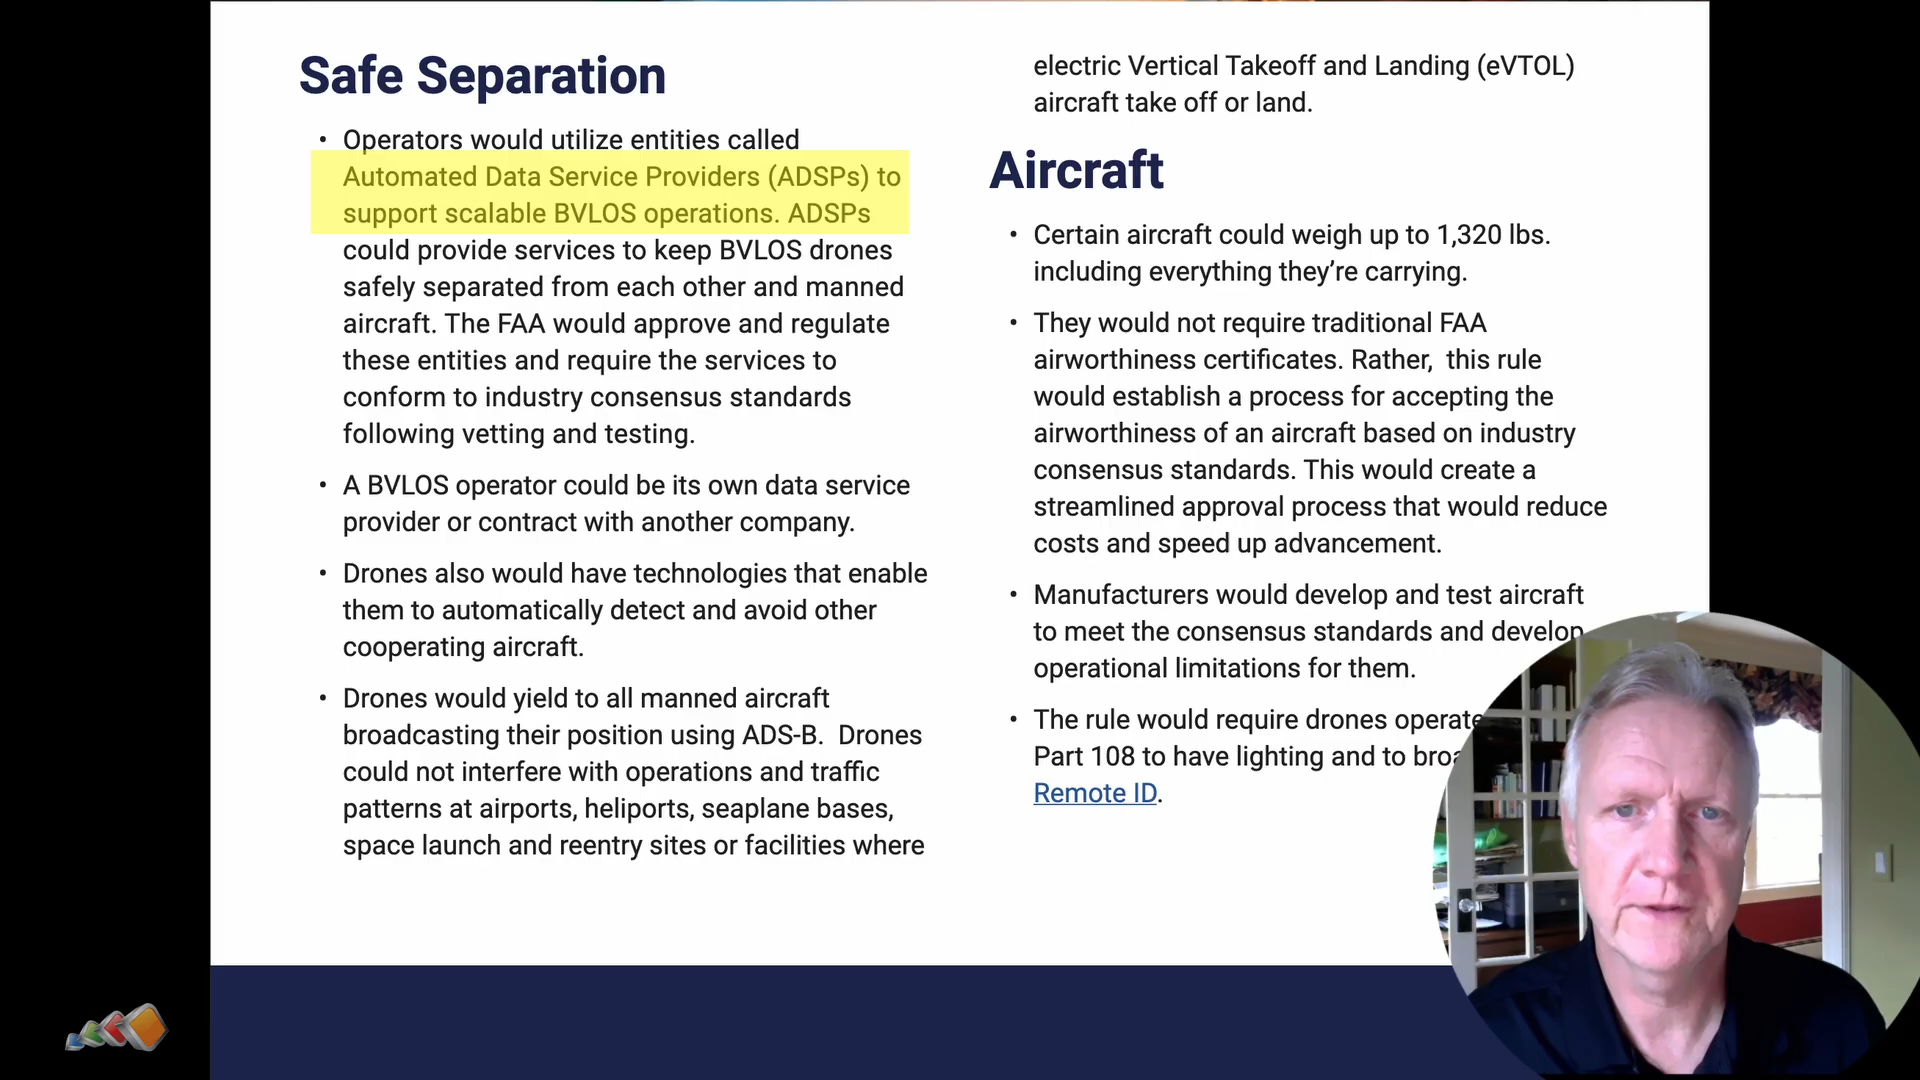 Safe Separation
• Operators would utilize entities called
Automated Data Service Providers (ADSPs) to
support scalable BVLOS operations. ADSPs
could provide services to keep BVLOS drones
safely separated from each other and manned
aircraft. The FAA would approve and regulate
these entities and require the services to
conform to industry consensus standards
following vetting and testing.
• A BVLOS operator could be its own data service
provider or contract with another company.
• Drones also would have technologies that enable
them to automatically detect and avoid other
cooperating aircraft.
• Drones would yield to all manned aircraft
broadcasting their position using ADS-B.  Drones
could not interfere with operations and traffic
patterns at airports, heliports, seaplane bases,
space launch and reentry sites or facilities where
electric Vertical Takeoff and Landing (eVTOL)
aircraft take off or land.
Aircraft
• Certain aircraft could weigh up to 1,320 lbs.
including everything they’re carrying.
• They would not require traditional FAA
airworthiness certificates. Rather,  this rule
would establish a process for accepting the
airworthiness of an aircraft based on industry
consensus standards. This would create a
streamlined approval process that would reduce
costs and speed up advancement.
• Manufacturers would develop and test aircraft
to meet the consensus standards and develop
operational limitations for them.
• The rule would require drones operate
Part 108 to have lighting and to broa
Remote ID.